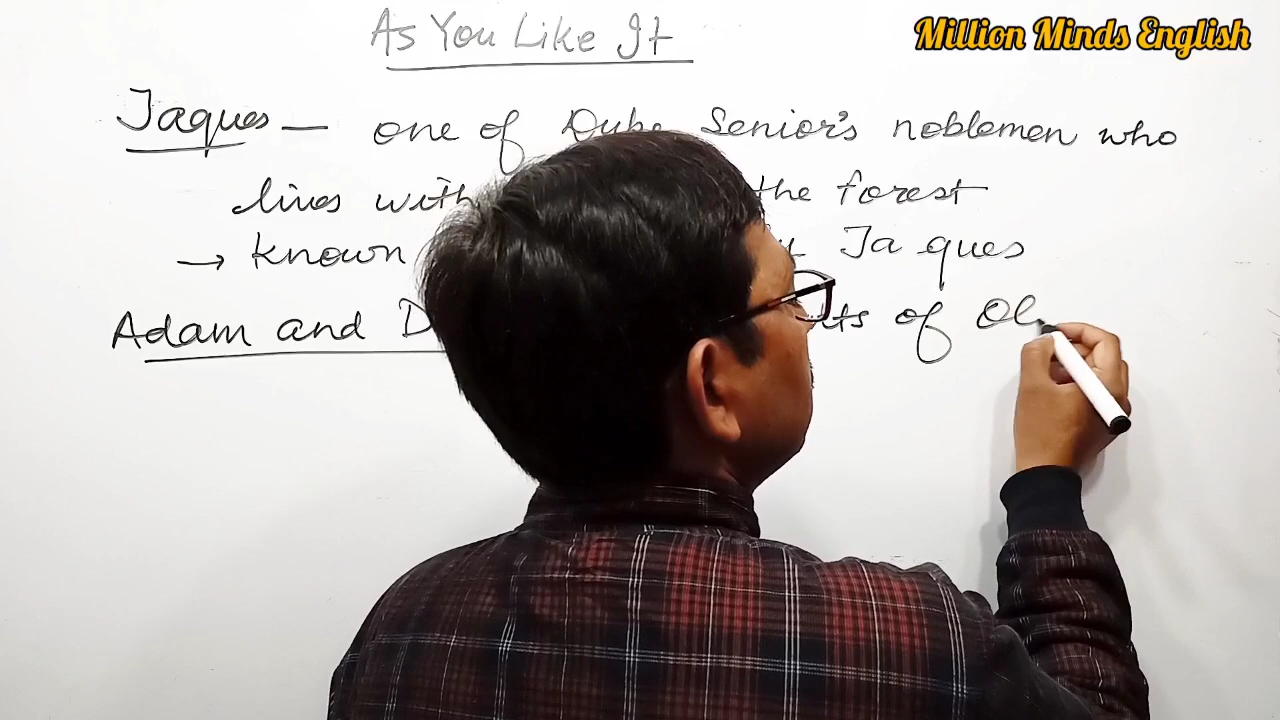 As You Like It
Million Minds English
Jaques — one of Duke Senior's noblemen who
lives with the forest
→ known Jaques
Adam and of Ol